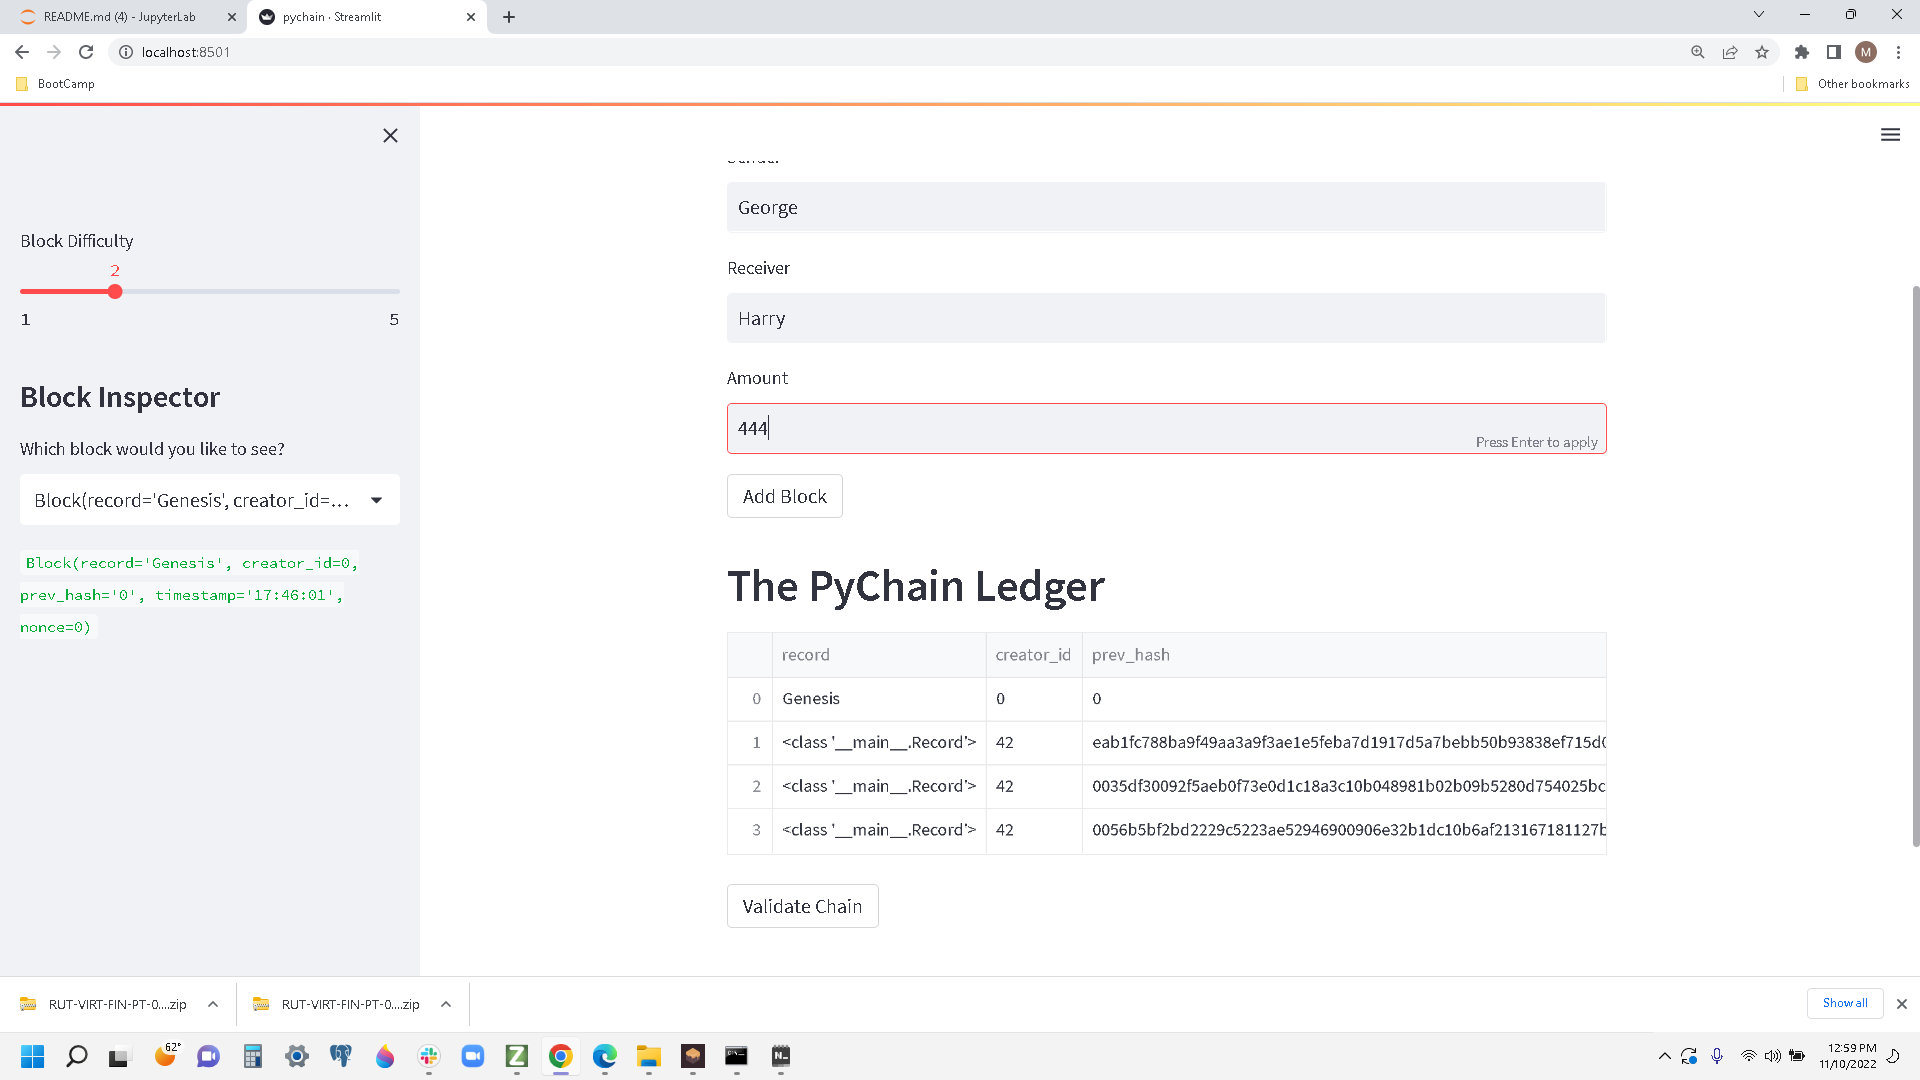 README.md (4) - JupyterLab
pychain · Streamlit
localhost:8501
M
BootCamp
Other bookmarks
Block Difficulty
2
1
5
Block Inspector
Which block would you like to see?
Block(record='Genesis', creator_id=...
Block(record='Genesis', creator_id=0,
prev_hash='0', timestamp='17:46:01',
nonce=0)
George
Receiver
Harry
Amount
444
Press Enter to apply
Add Block
The PyChain Ledger
record creator_id prev_hash
0 Genesis 0 0
1 <class '__main__.Record'> 42 eab1fc788ba9f49aa3a9f3ae1e5feba7d1917d5a7bebb50b93838ef715d0
2 <class '__main__.Record'> 42 0035df30092f5aeb0f73e0d1c18a3c10b048981b02b09b5280d754025bc
3 <class '__main__.Record'> 42 0056b5bf2bd2229c5223ae52946900906e32b1dc10b6af213167181127b
Validate Chain
RUT-VIRT-FIN-PT-0....zip
RUT-VIRT-FIN-PT-0....zip
Show all
62°
12:59 PM
11/10/2022